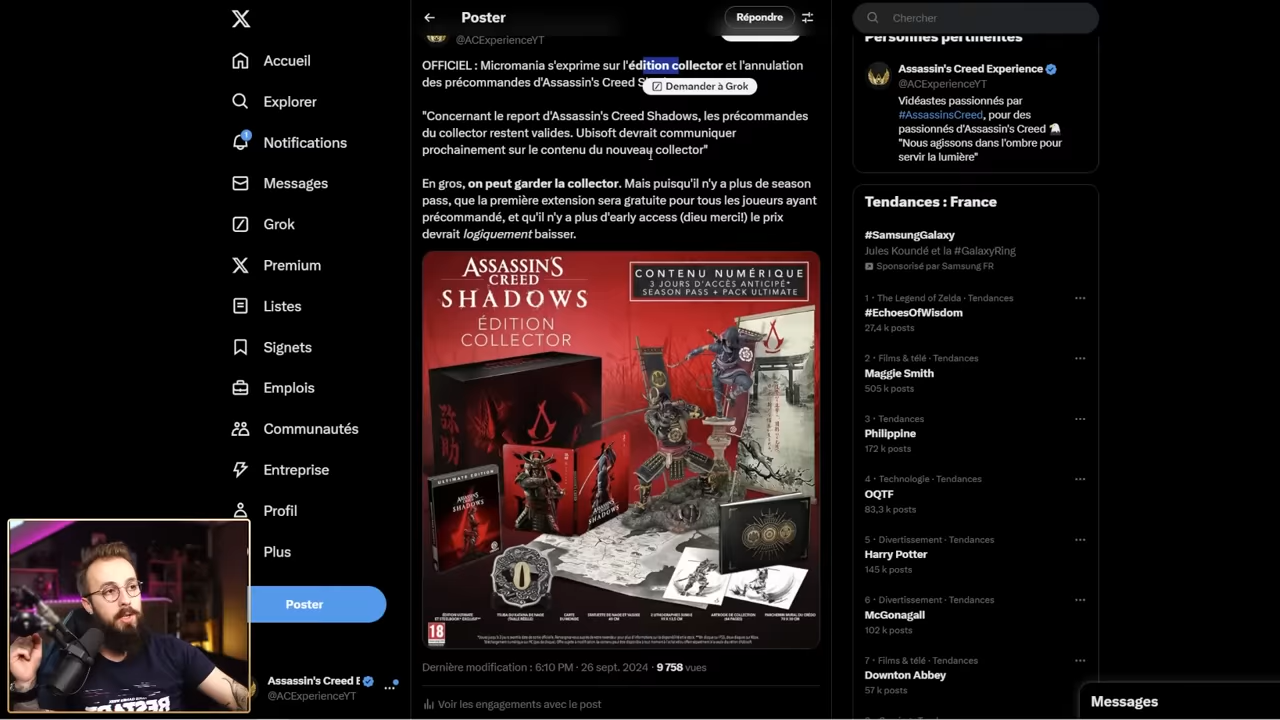 Accueil
Explorer
1
Notifications
Messages
Grok
Premium
Listes
Signets
Emplois
Communautés
Entreprise
Profil
Plus
Poster
Assassin's Creed E
@ACExperienceYT
Poster
Répondre
@ACExperienceYT
OFFICIEL : Micromania s'exprime sur l'édition collector et l'annulation
des précommandes d'Assassin's Creed S
Demander à Grok
"Concernant le report d'Assassin's Creed Shadows, les précommandes
du collector restent valides. Ubisoft devrait communiquer
prochainement sur le contenu du nouveau collector"
En gros, on peut garder la collector. Mais puisqu'il n'y a plus de season
pass, que la première extension sera gratuite pour tous les joueurs ayant
précommandé, et qu'il n'y a plus d'early access (dieu merci!) le prix
devrait logiquement baisser.
ASSASSIN'S
CREED
SHADOWS
ÉDITION
COLLECTOR
CONTENU NUMÉRIQUE
3 JOURS D'ACCÈS ANTICIPÉ*
SEASON PASS + PACK ULTIMATE
ULTIMATE EDITION
ASSASSIN'S
SHADOWS
18
Dernière modification : 6:10 PM · 26 sept. 2024 · 9 758 vues
Voir les engagements avec le post
Chercher
Personnes pertinentes
Assassin's Creed Experience
@ACExperienceYT
Vidéastes passionnés par
#AssassinsCreed, pour des
passionnés d'Assassin's Creed
"Nous agissons dans l'ombre pour
servir la lumière"
Tendances : France
#SamsungGalaxy
Jules Koundé et la #GalaxyRing
Sponsorisé par Samsung FR
1 · The Legend of Zelda · Tendances
#EchoesOfWisdom
27,4 k posts
2 · Films & télé · Tendances
Maggie Smith
505 k posts
3 · Tendances
Philippine
172 k posts
4 · Technologie · Tendances
OQTF
83,3 k posts
5 · Divertissement · Tendances
Harry Potter
145 k posts
6 · Divertissement · Tendances
McGonagall
102 k posts
7 · Films & télé · Tendances
Downton Abbey
57 k posts
Messages